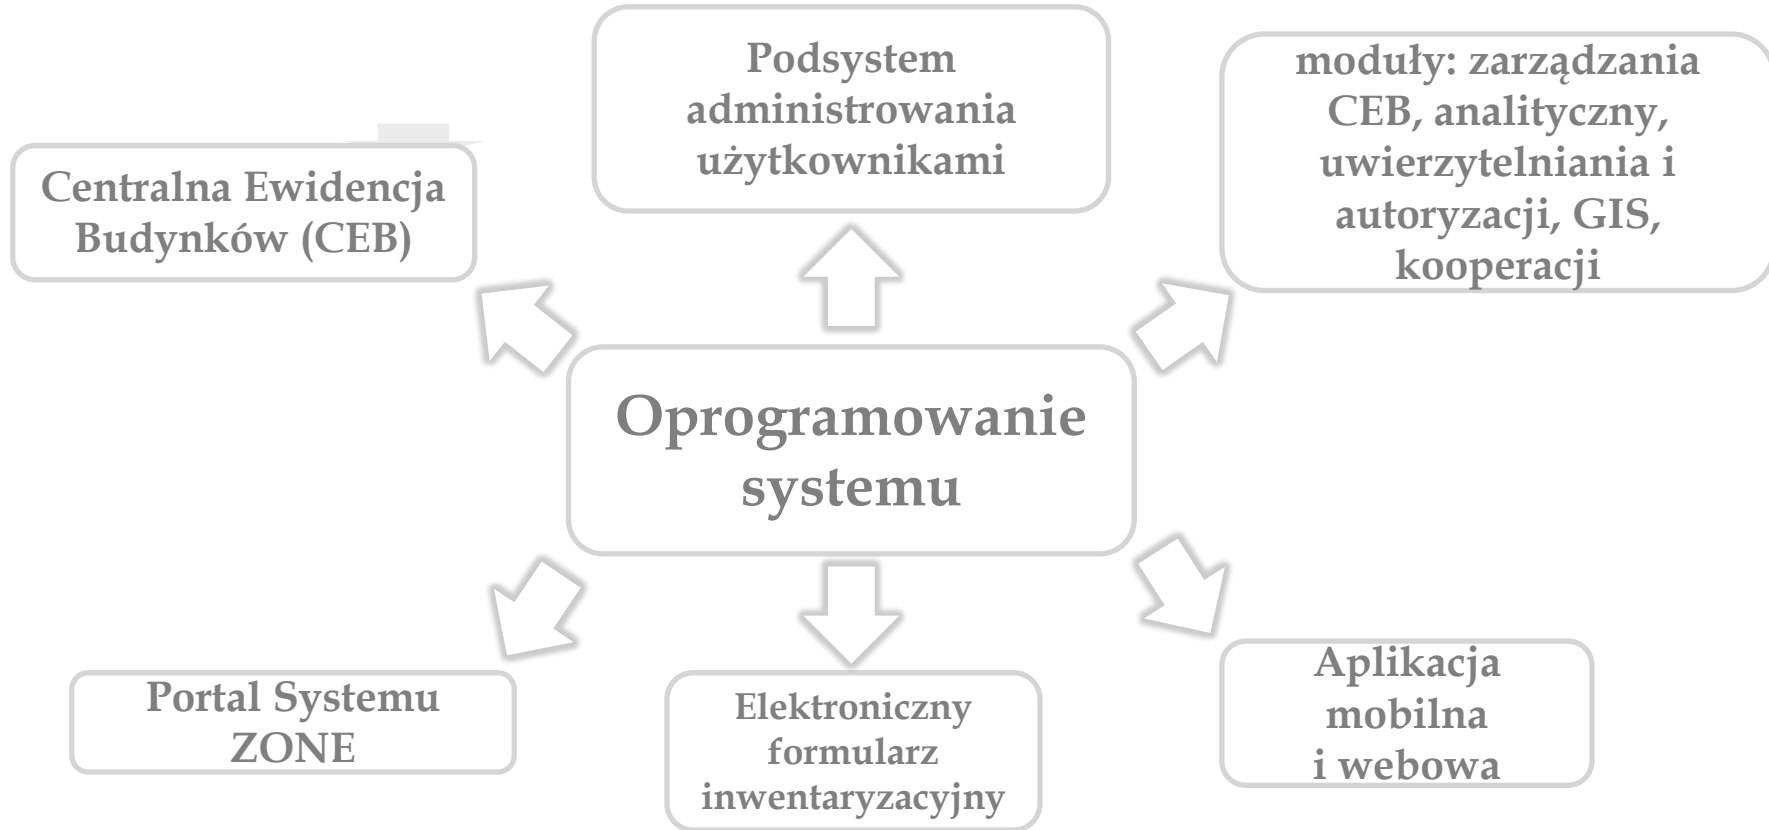 Podsystem
administrowania
użytkownikami
moduły: zarządzania
CEB, analityczny,
uwierzytelniania i
autoryzacji, GIS,
kooperacji
Centralna Ewidencja
Budynków (CEB)
Oprogramowanie
systemu
Portal Systemu
ZONE
Elektroniczny
formularz
inwentaryzacyjny
Aplikacja
mobilna
i webowa